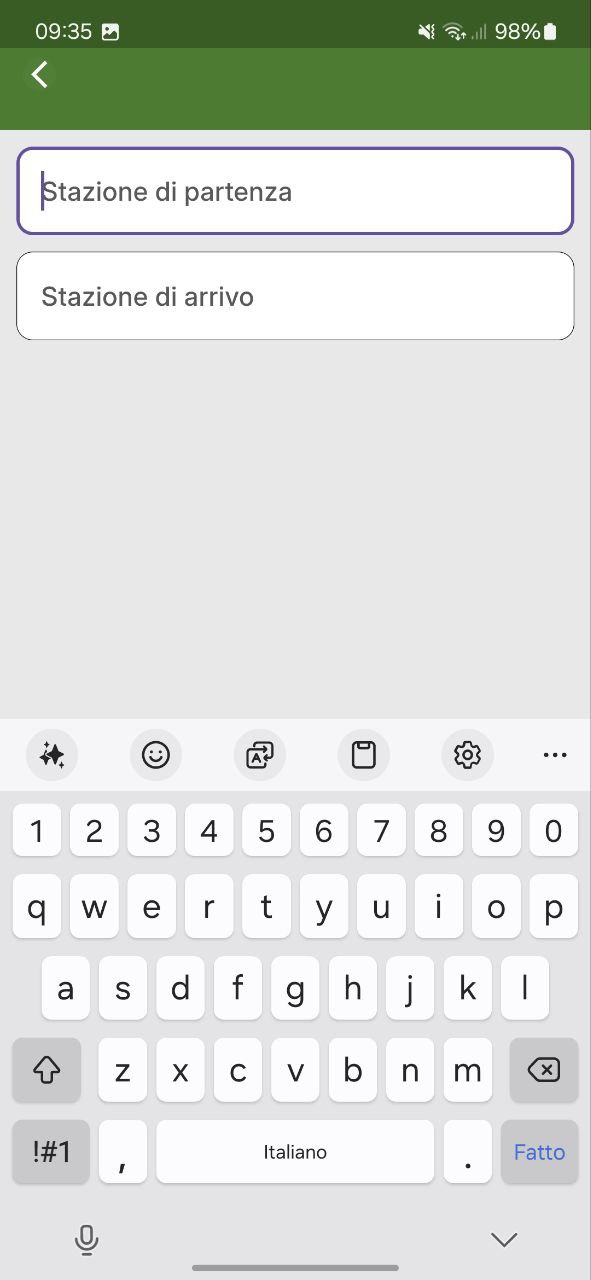 09:35 98%
Stazione di partenza
Stazione di arrivo
1 2 3 4 5 6 7 8 9 0
q w e r t y u i o p
a s d f g h j k l
z x c v b n m
!#1 , Italiano . Fatto